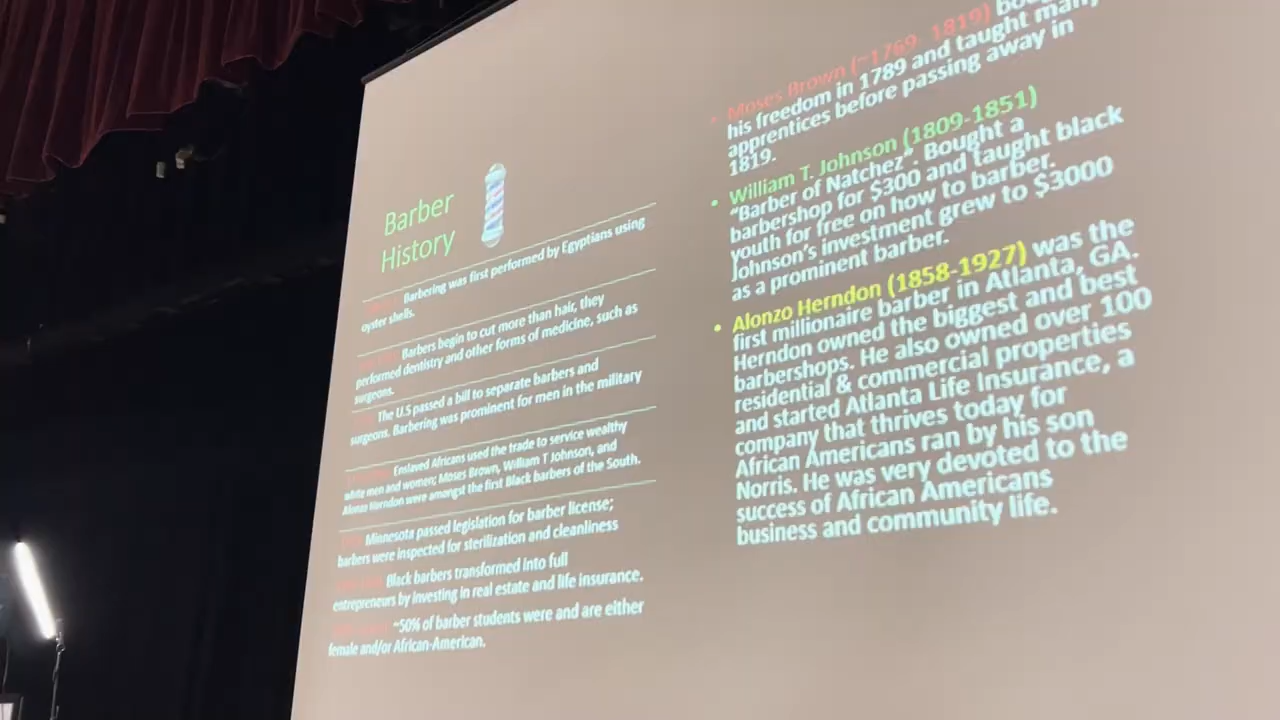 Barber
History
Barbering was first performed by Egyptians using
oyster shells.
Barbers begin to cut more than hair, they
performed dentistry and other forms of medicine, such as
surgeons.
The U.S passed a bill to separate barbers and
surgeons. Barbering was prominent for men in the military
Enslaved Africans used the trade to service wealthy
white men and women; Moses Brown, William T Johnson, and
Alonzo Herndon were amongst the first Black barbers of the South.
Minnesota passed legislation for barber license;
barbers were inspected for sterilization and cleanliness
Black barbers transformed into full
entrepreneurs by investing in real estate and life insurance.
~50% of barber students were and are either
female and/or African-American.
• Moses Brown (~1769- 1819)
his freedom in 1789 and taught many
apprentices before passing away in
1819.
• William T. Johnson (1809-1851)
“Barber of Natchez”. Bought a
barbershop for $300 and taught black
youth for free on how to barber.
Johnson’s investment grew to $3000
as a prominent barber.
• Alonzo Herndon (1858-1927) was the
first millionaire barber in Atlanta, GA.
Herndon owned the biggest and best
barbershops. He also owned over 100
residential & commercial properties
and started Atlanta Life Insurance, a
company that thrives today for
African Americans ran by his son
Norris. He was very devoted to the
success of African Americans
business and community life.